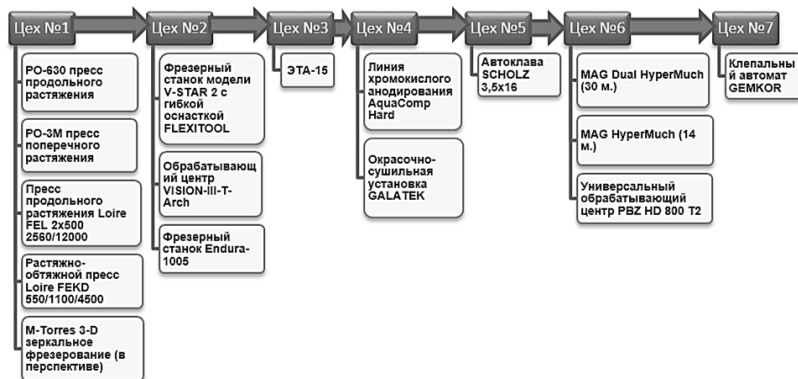 Цех №1
РО-630 пресс
продольного
растяжения
РО-3М пресс
поперечного
растяжения
Пресс
продольного
растяжения Loire
FEL 2x500
2560/12000
Растяжно-
обтяжной пресс
Loire FEKD
550/1100/4500
M-Torres 3-D
зеркальное
фрезерование (в
перспективе)
Цех №2
Фрезерный
станок модели
V-STAR 2 с
гибкой
оснасткой
FLEXITOOL
Обрабатывающ
ий центр
VISION-III-T-
Arch
Фрезерный
станок Endura-
1005
Цех №3
ЭТА-15
Цех №4
Линия
хромокислого
анодирования
AquaComp
Hard
Окрасочно-
сушильная
установка
GALATEK
Цех №5
Автоклава
SCHOLZ
3,5x16
Цех №6
MAG Dual HyperMuch
(30 м.)
MAG HyperMuch (14
м.)
Универсальный
обрабатывающий
центр PBZ HD 800 T2
Цех №7
Клепальны
й автомат
GEMKOR